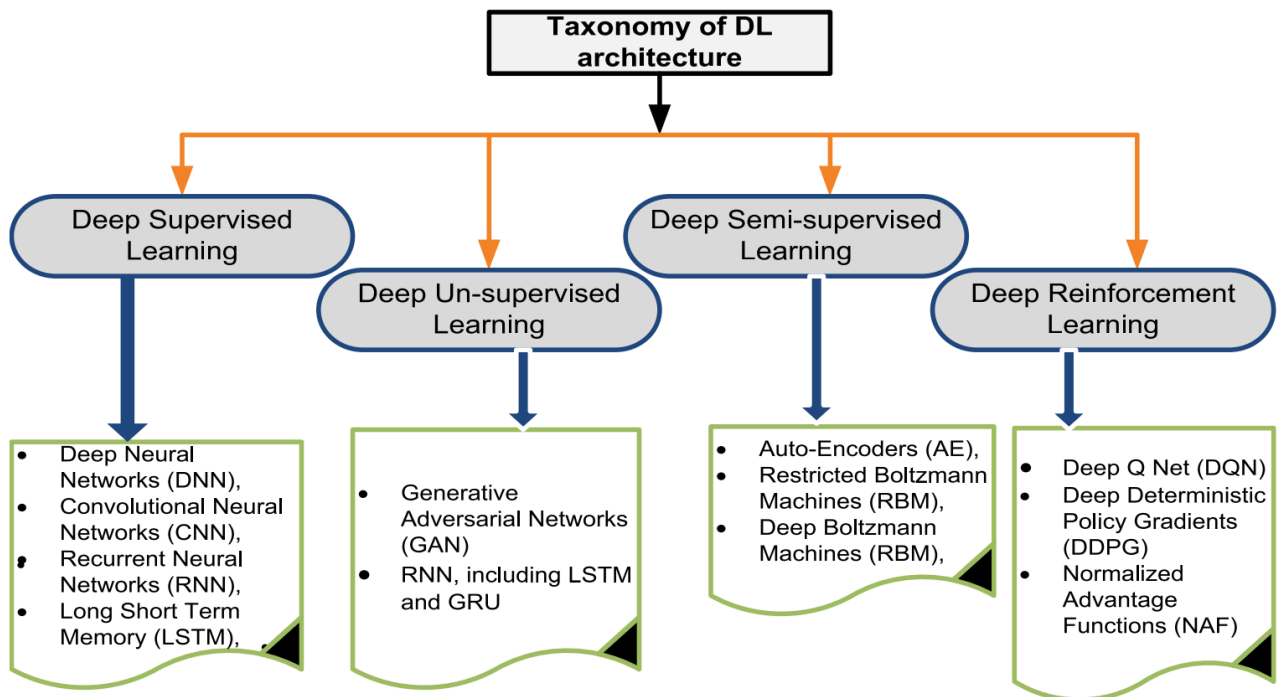 Taxonomy of DL
architecture
Deep Supervised
Learning
Deep Un-supervised
Learning
Deep Semi-supervised
Learning
Deep Reinforcement
Learning
• Deep Neural
Networks (DNN),
• Convolutional Neural
Networks (CNN),
• Recurrent Neural
Networks (RNN),
• Long Short Term
Memory (LSTM),
• Generative
Adversarial Networks
(GAN)
• RNN, including LSTM
and GRU
• Auto-Encoders (AE),
• Restricted Boltzmann
Machines (RBM),
• Deep Boltzmann
Machines (RBM),
• Deep Q Net (DQN)
• Deep Deterministic
Policy Gradients
(DDPG)
• Normalized
Advantage
Functions (NAF)